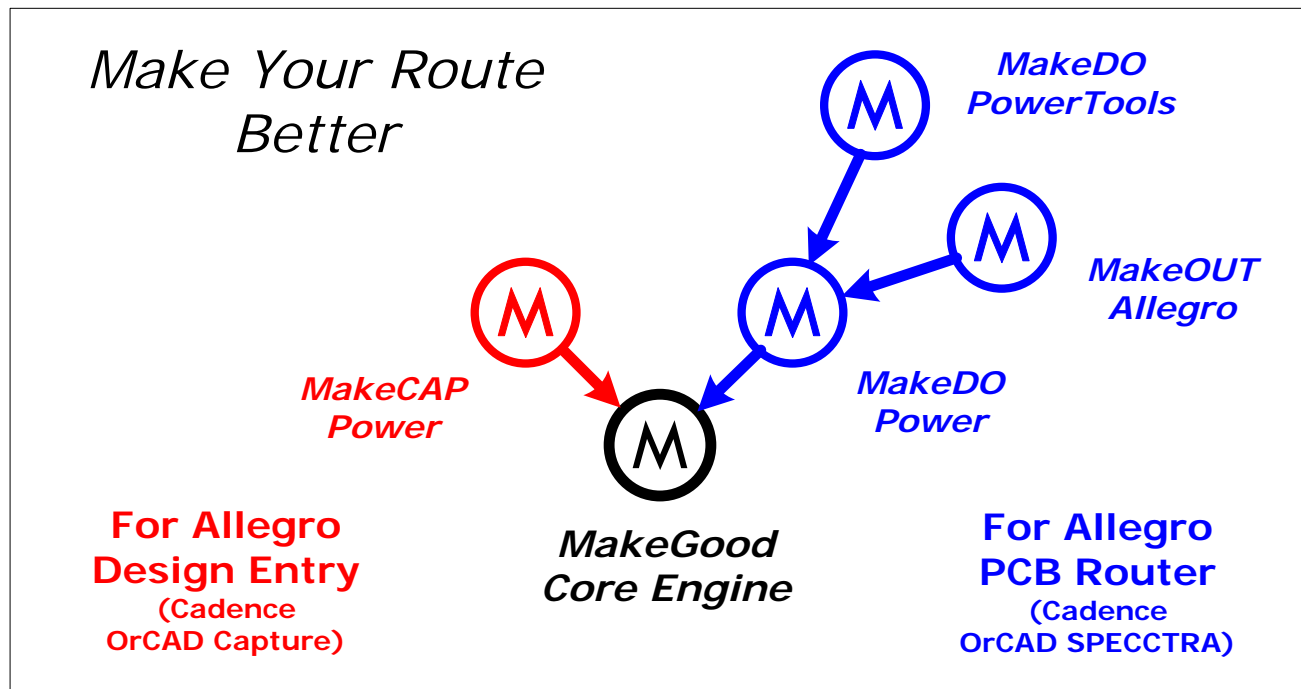 Make Your Route
Better
M
MakeDO
PowerTools
M
MakeOUT
Allegro
M
MakeCAP
Power
M
MakeDO
Power
M
MakeGood
Core Engine
For Allegro
Design Entry
(Cadence
OrCAD Capture)
For Allegro
PCB Router
(Cadence
OrCAD SPECCTRA)